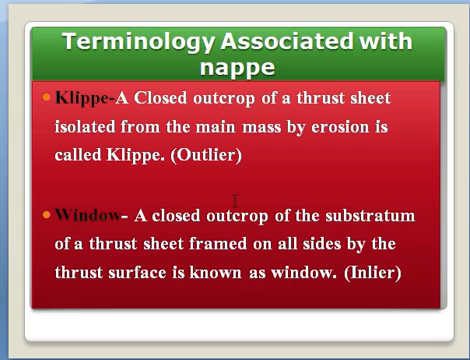 Terminology Associated with
nappe
Klippe-A Closed outcrop of a thrust sheet
isolated from the main mass by erosion is
called Klippe. (Outlier)
Window- A closed outcrop of the substratum
of a thrust sheet framed on all sides by the
thrust surface is known as window. (Inlier)